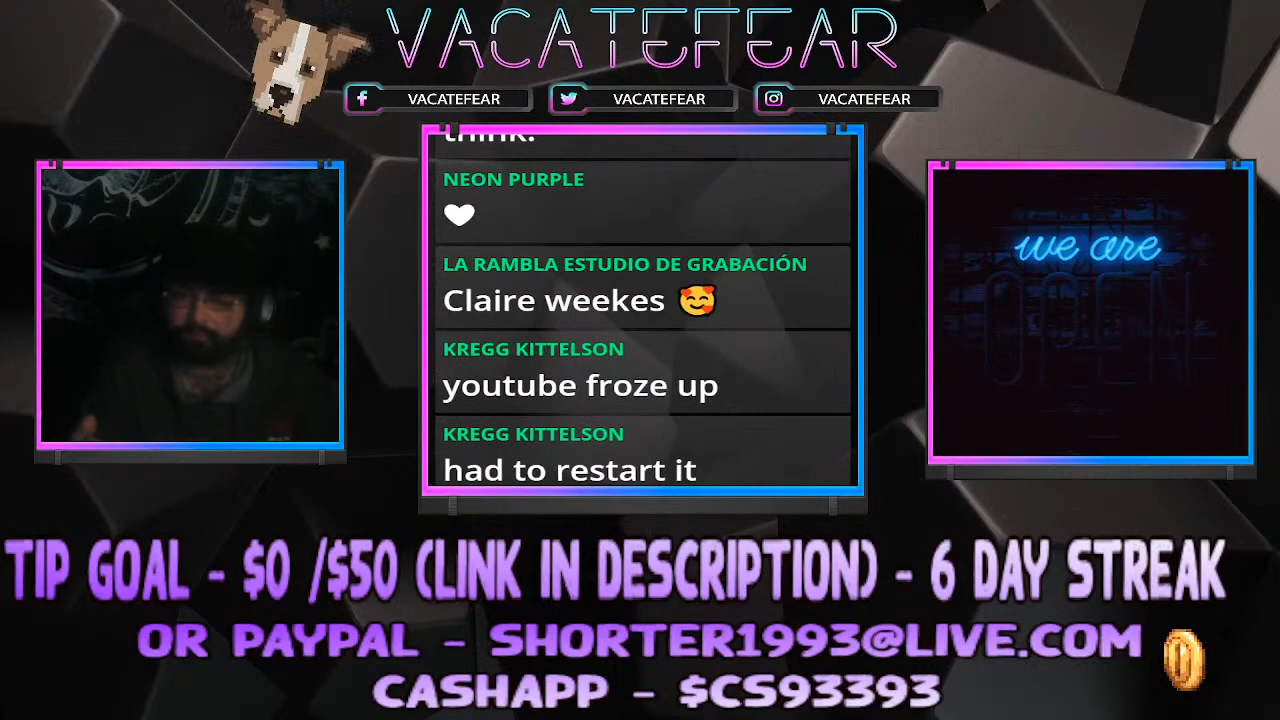 VACATEFEAR
VACATEFEAR VACATEFEAR VACATEFEAR
think.
NEON PURPLE
LA RAMBLA ESTUDIO DE GRABACIÓN
Claire weekes 🥰
KREGG KITTELSON
youtube froze up
KREGG KITTELSON
had to restart it
we are
OPEN
TIP GOAL - $0 /$50 (LINK IN DESCRIPTION) - 6 DAY STREAK
OR PAYPAL - SHORTER1993@LIVE.COM
CASHAPP - $CS93393